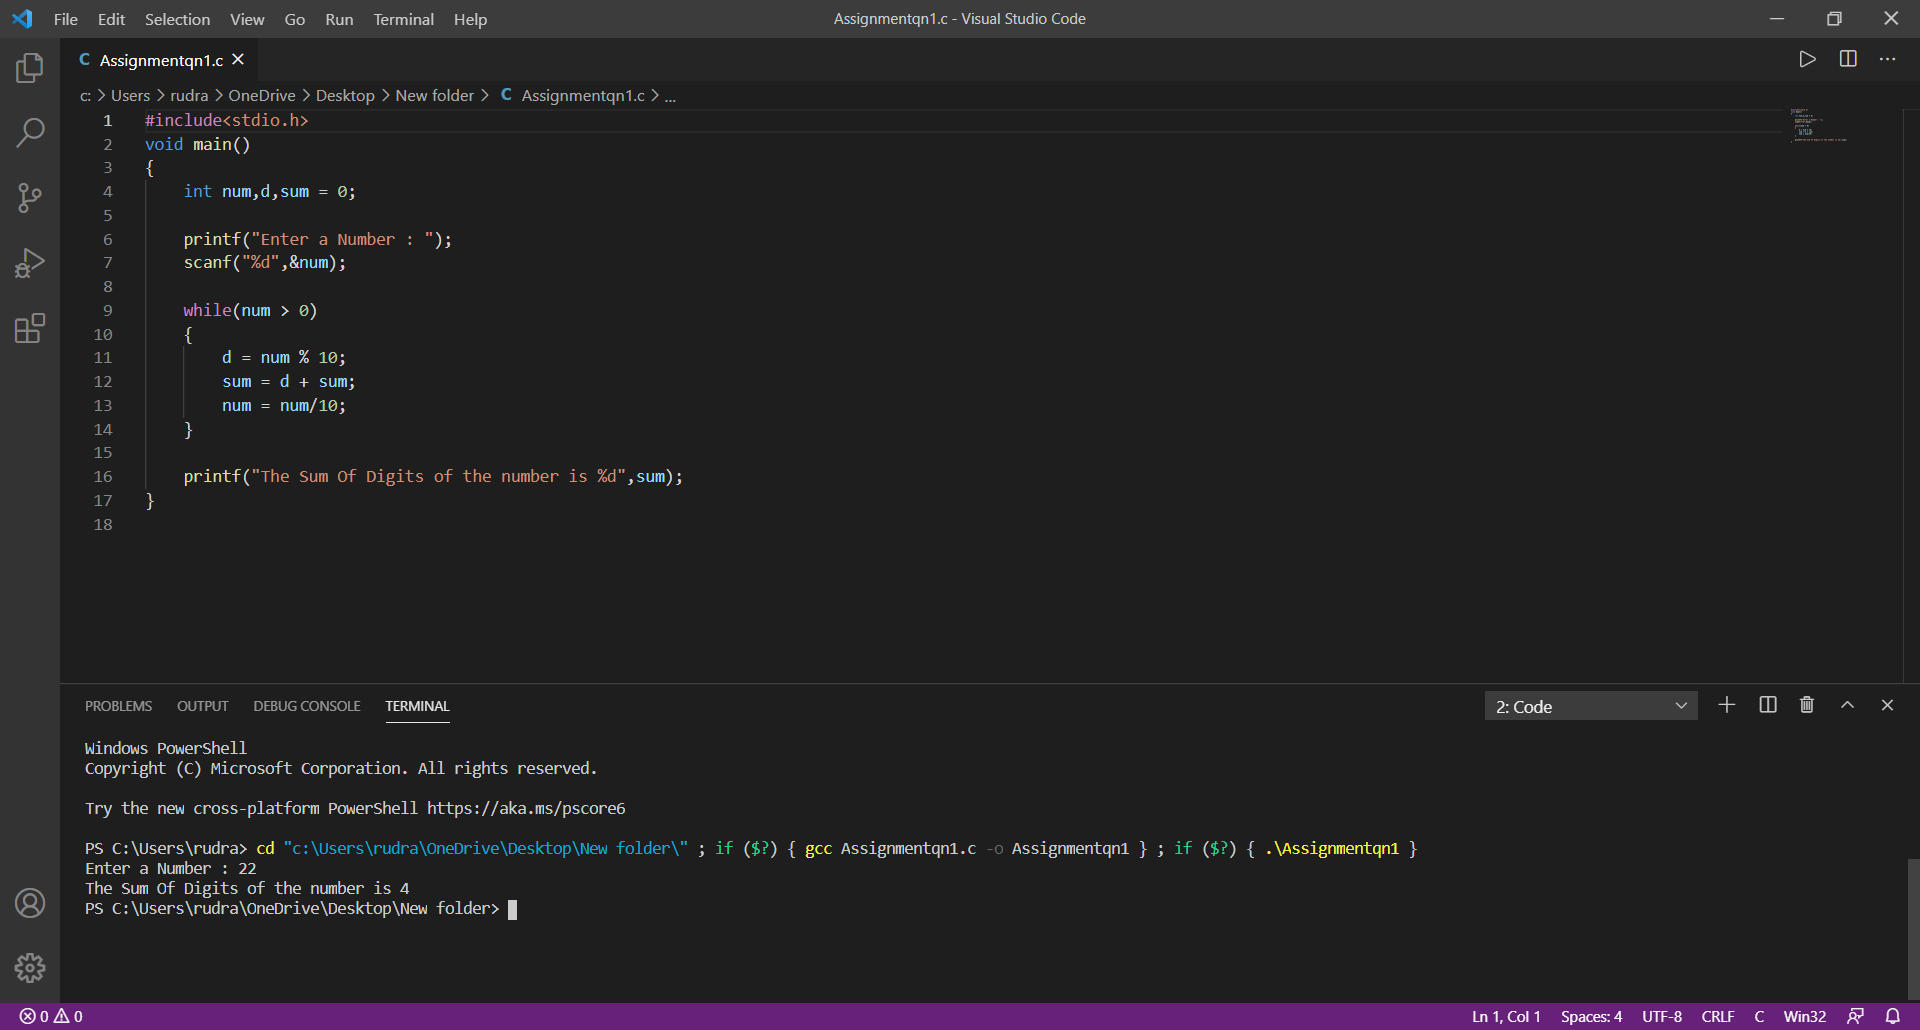 File Edit Selection View Go Run Terminal Help
Assignmentqn1.c - Visual Studio Code
C Assignmentqn1.c
c: > Users > rudra > OneDrive > Desktop > New folder > C Assignmentqn1.c > ...
1 #include<stdio.h>
2 void main()
3 {
4 int num,d,sum = 0;
5
6 printf("Enter a Number : ");
7 scanf("%d",&num);
8
9 while(num > 0)
10 {
11 d = num % 10;
12 sum = d + sum;
13 num = num/10;
14 }
15
16 printf("The Sum Of Digits of the number is %d",sum);
17 }
18
PROBLEMS OUTPUT DEBUG CONSOLE TERMINAL
2: Code
Windows PowerShell
Copyright (C) Microsoft Corporation. All rights reserved.
Try the new cross-platform PowerShell https://aka.ms/pscore6
PS C:\Users\rudra> cd "c:\Users\rudra\OneDrive\Desktop\New folder\" ; if ($?) { gcc Assignmentqn1.c -o Assignmentqn1 } ; if ($?) { .\Assignmentqn1 }
Enter a Number : 22
The Sum Of Digits of the number is 4
PS C:\Users\rudra\OneDrive\Desktop\New folder>
0 0
Ln 1, Col 1 Spaces: 4 UTF-8 CRLF C Win32